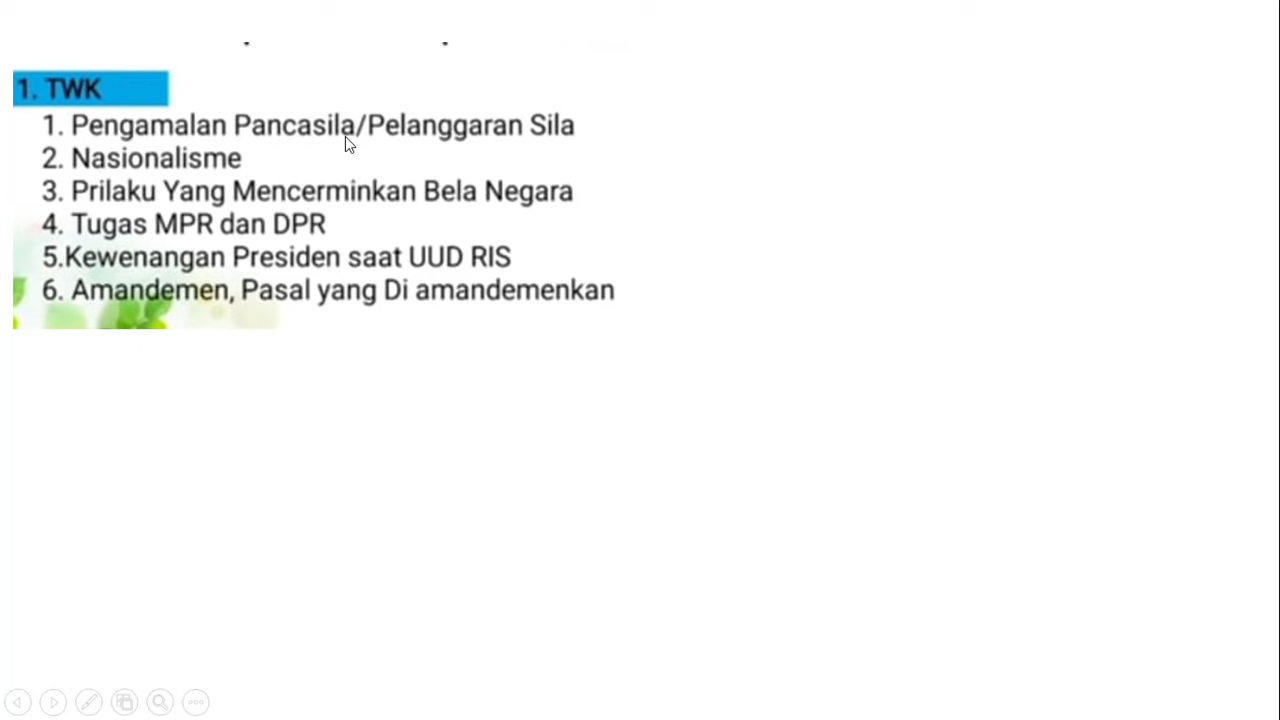 1. TWK
1. Pengamalan Pancasila/Pelanggaran Sila
2. Nasionalisme
3. Prilaku Yang Mencerminkan Bela Negara
4. Tugas MPR dan DPR
5.Kewenangan Presiden saat UUD RIS
6. Amandemen, Pasal yang Di amandemenkan